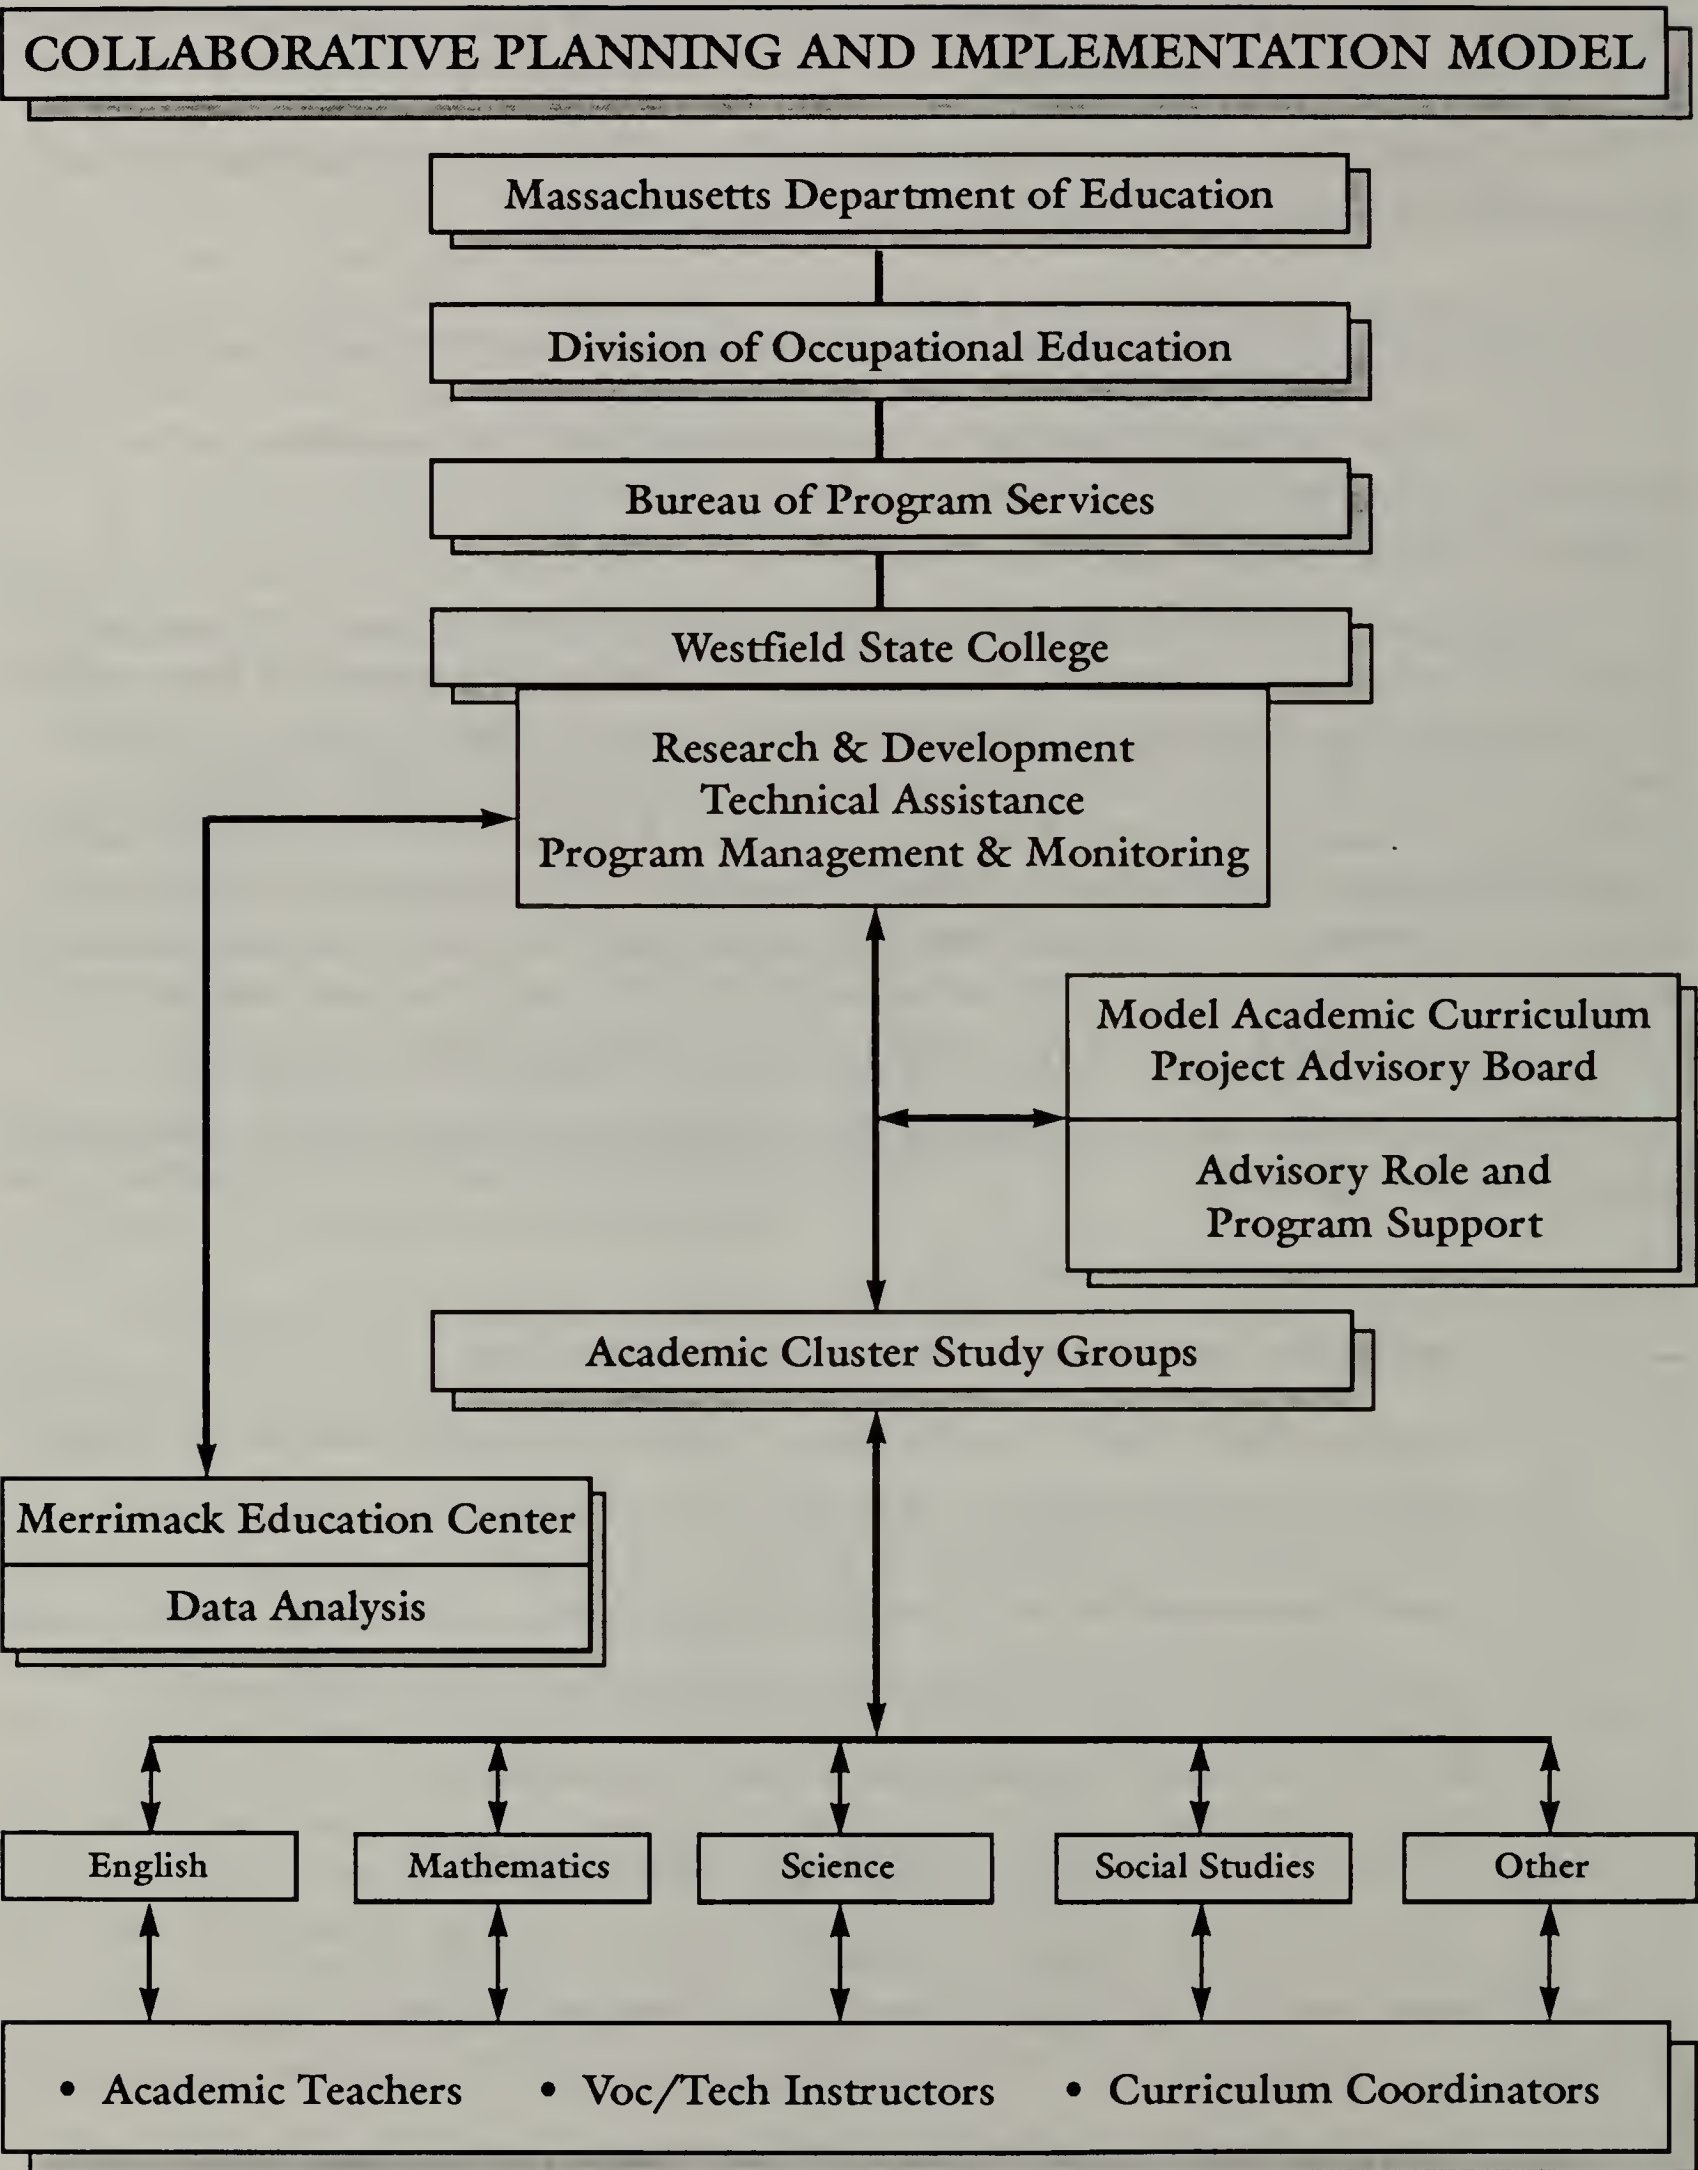 COLLABORATIVE PLANNING AND IMPLEMENTATION MODEL
Massachusetts Department of Education
Division of Occupational Education
Bureau of Program Services
Westfield State College
Research & Development
Technical Assistance
Program Management & Monitoring
Model Academic Curriculum
Project Advisory Board
Advisory Role and
Program Support
Academic Cluster Study Groups
Merrimack Education Center
Data Analysis
English Mathematics Science Social Studies Other
• Academic Teachers • Voc/Tech Instructors • Curriculum Coordinators